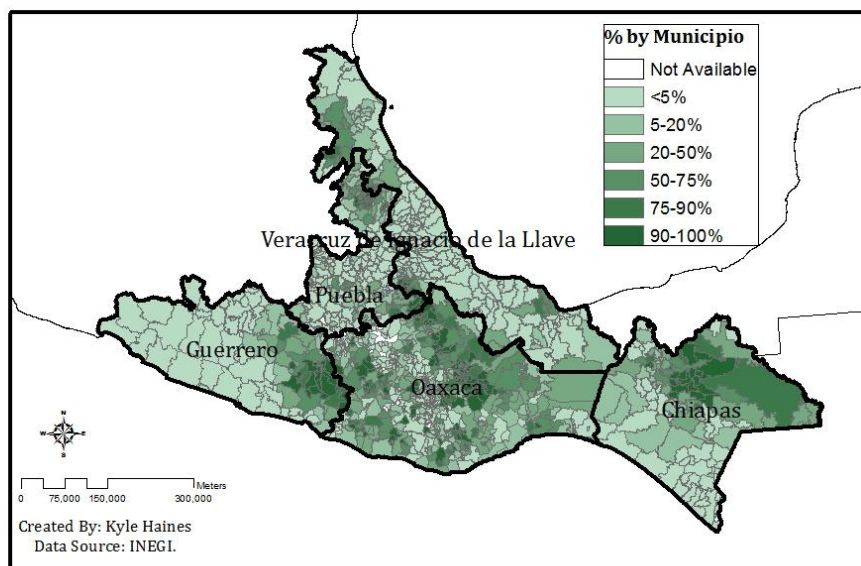 % by Municipio
Not Available
<5%
5-20%
20-50%
50-75%
75-90%
90-100%
Veracruz de Ignacio de la Llave
Puebla
Guerrero
Oaxaca
Chiapas
N
W E
S
Meters
0 75,000 150,000 300,000
Created By: Kyle Haines
Data Source: INEGI.